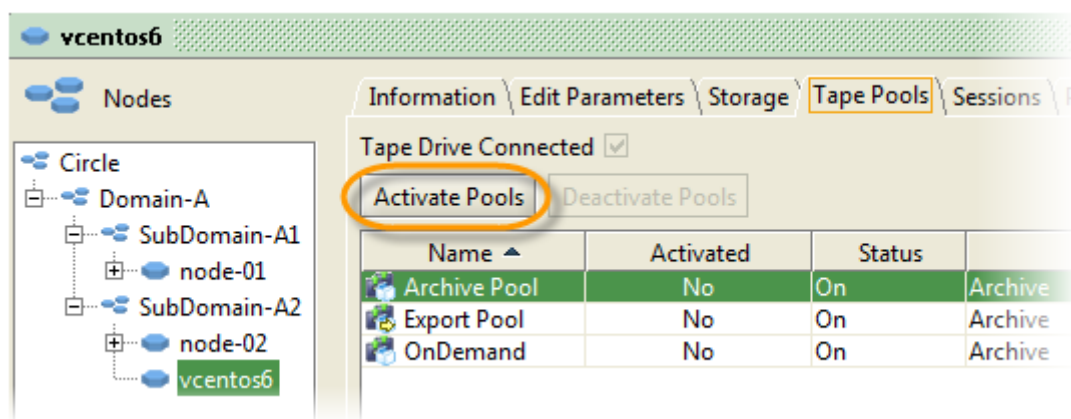 vcentos6
Nodes
Information Edit Parameters Storage Tape Pools Sessions
Circle
Domain-A
SubDomain-A1
node-01
SubDomain-A2
node-02
vcentos6
Tape Drive Connected
Activate Pools Deactivate Pools
Name Activated Status
Archive Pool No On Archive
Export Pool No On Archive
OnDemand No On Archive